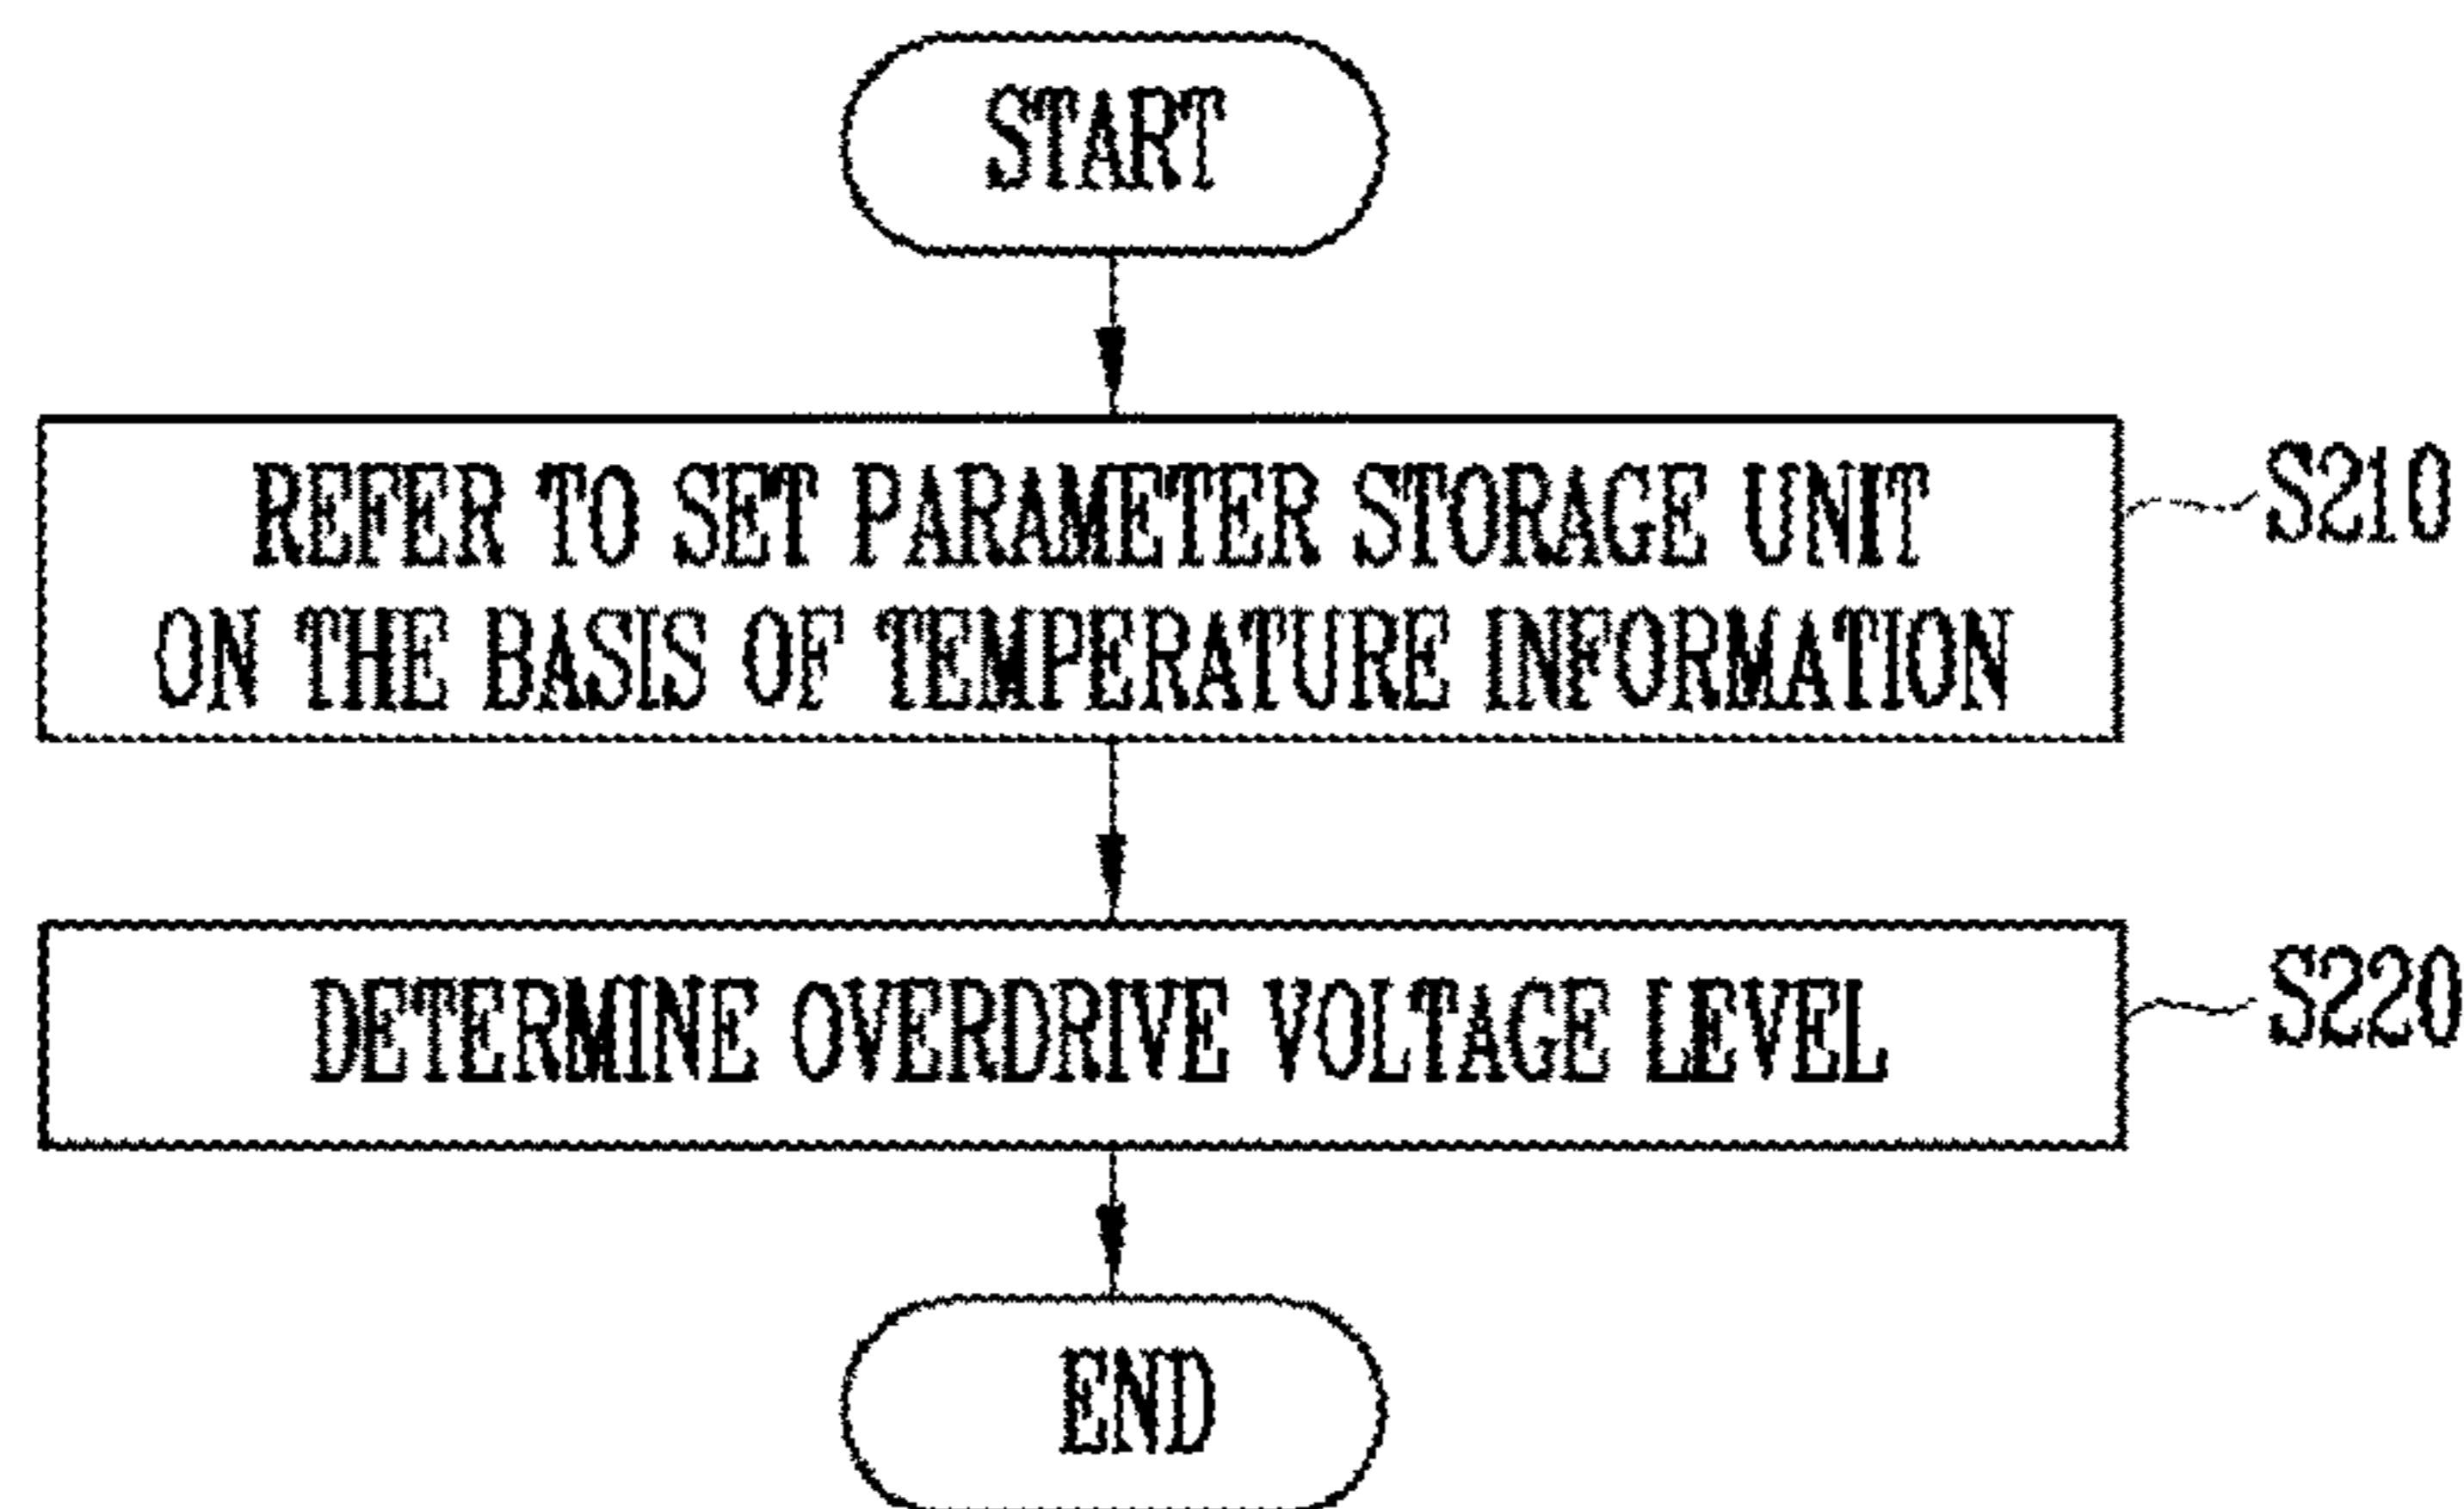 START
REFER TO SET PARAMETER STORAGE UNIT
ON THE BASIS OF TEMPERATURE INFORMATION
S210
DETERMINE OVERDRIVE VOLTAGE LEVEL
S220
END